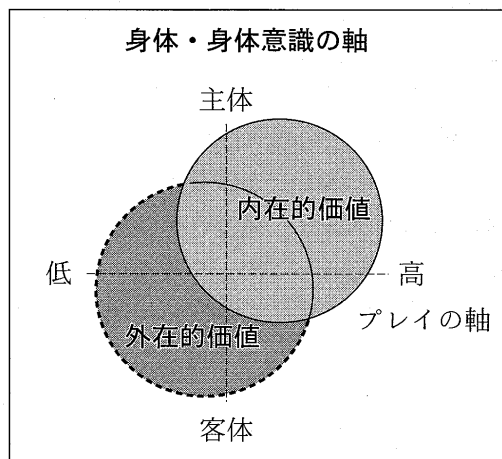 身体・身体意識の軸
主体
内在的価値
低
高
プレイの軸
外在的価値
客体